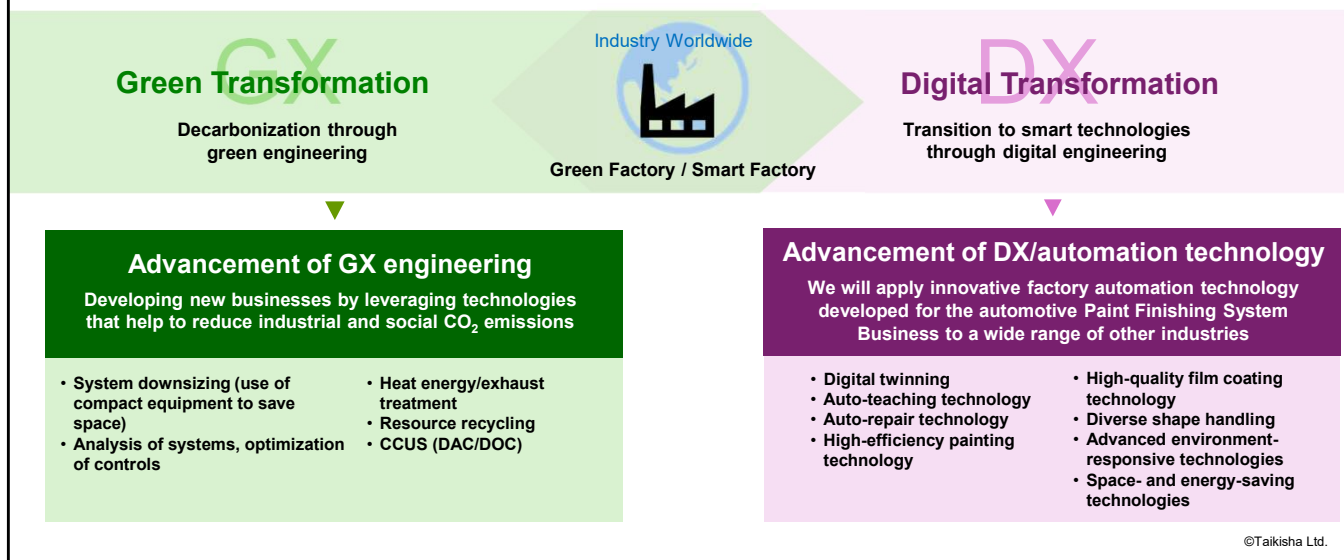 GX
Green Transformation
Decarbonization through
green engineering
Industry Worldwide
Green Factory / Smart Factory
DX
Digital Transformation
Transition to smart technologies
through digital engineering
▼
▼
Advancement of GX engineering
Developing new businesses by leveraging technologies
that help to reduce industrial and social CO₂ emissions
• System downsizing (use of
compact equipment to save
space)
• Analysis of systems, optimization
of controls
• Heat energy/exhaust
treatment
• Resource recycling
• CCUS (DAC/DOC)
Advancement of DX/automation technology
We will apply innovative factory automation technology
developed for the automotive Paint Finishing System
Business to a wide range of other industries
• Digital twinning
• Auto-teaching technology
• Auto-repair technology
• High-efficiency painting
technology
• High-quality film coating
technology
• Diverse shape handling
• Advanced environment-
responsive technologies
• Space- and energy-saving
technologies
©Taikisha Ltd.